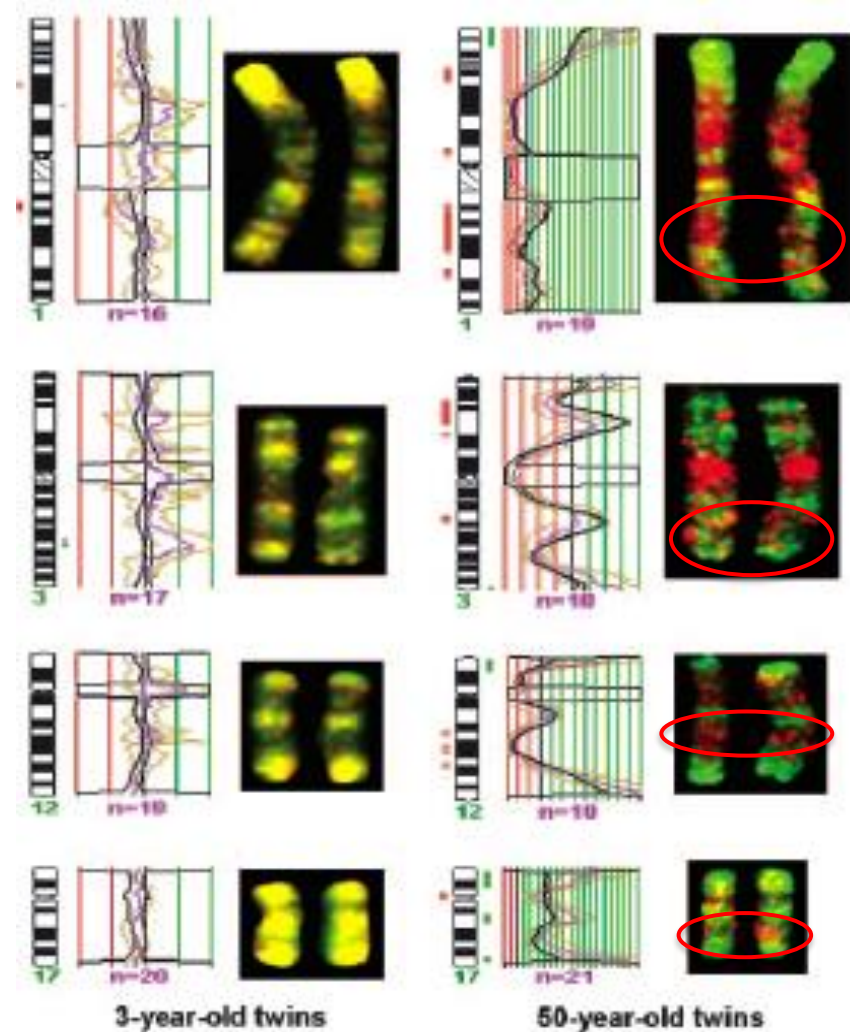 1 n=16
1 n=19
3 n=17
3 n=18
12 n=19
12 n=18
17 n=20
17 n=21
3-year-old twins
50-year-old twins